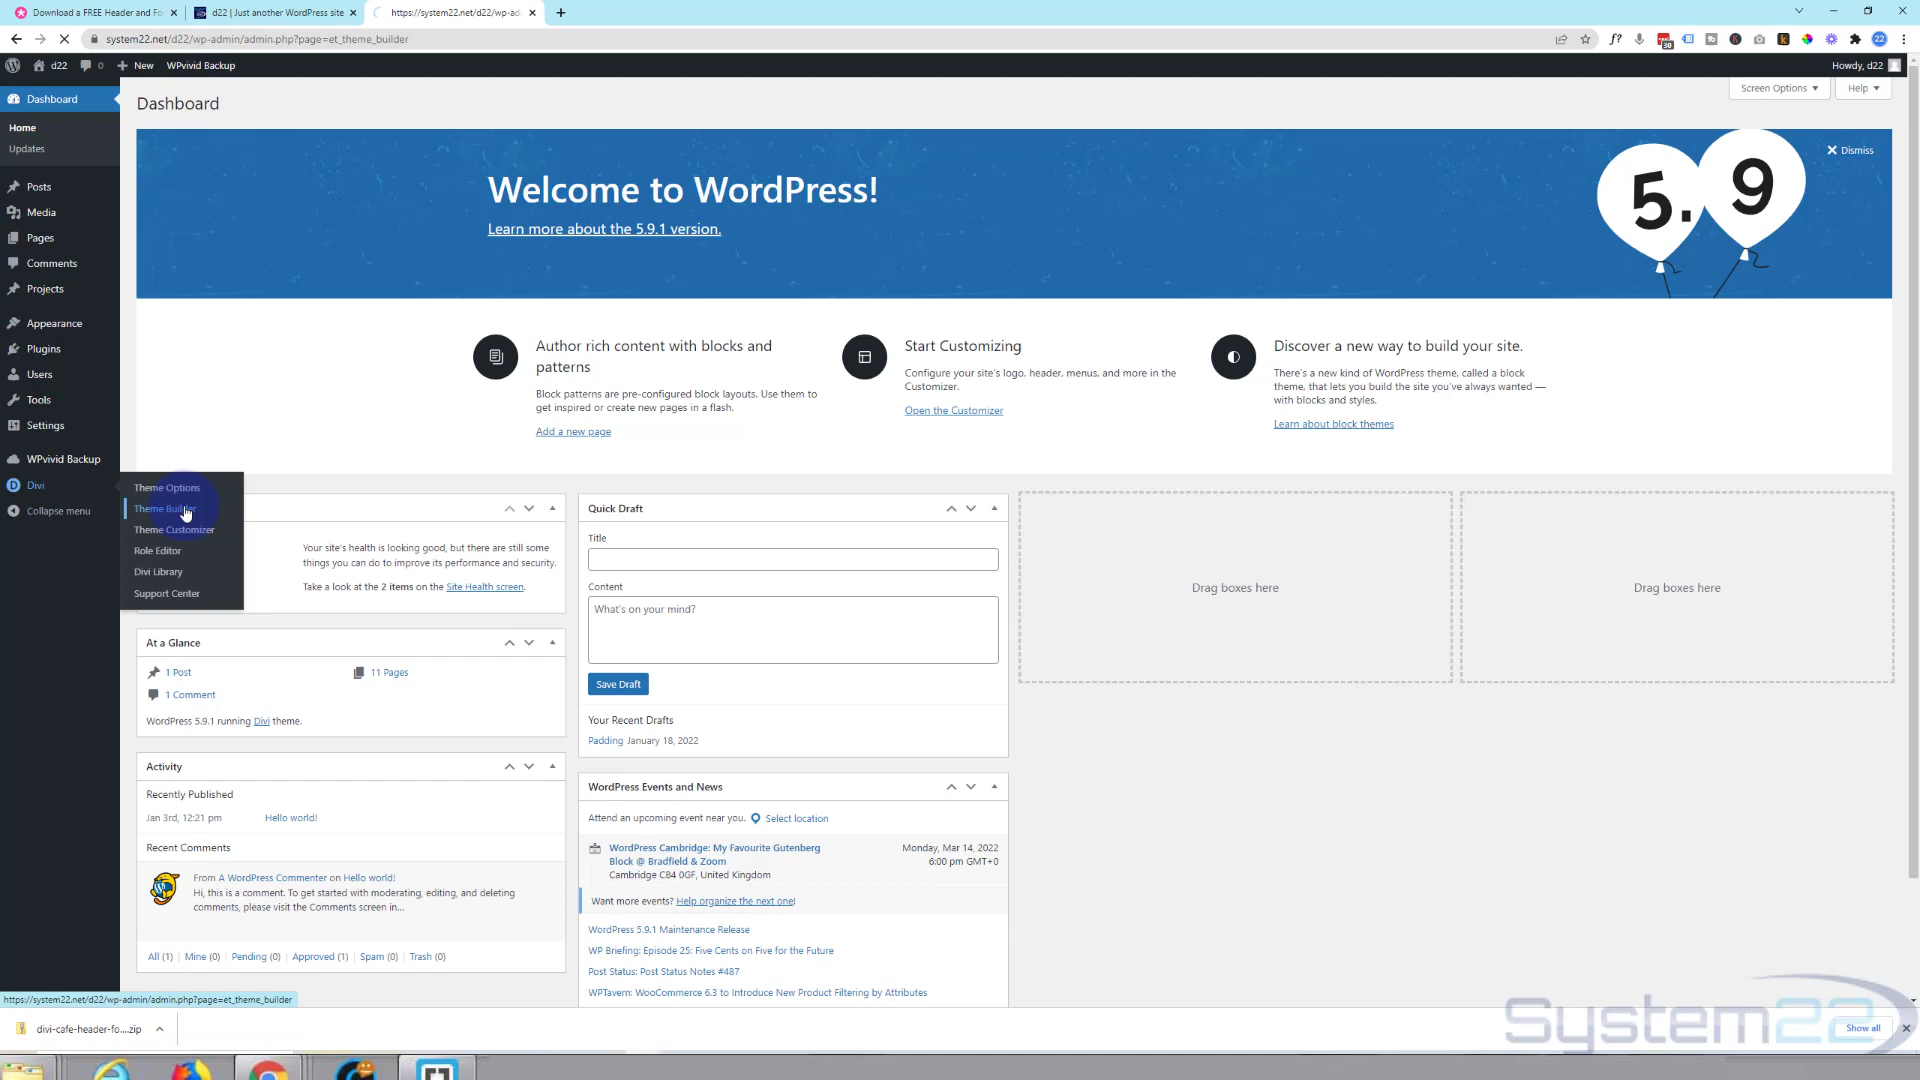 Download a FREE Header and Fo
d22 | Just another WordPress site
https://system22.net/d22/wp-ad
system22.net/d22/wp-admin/admin.php?page=et_theme_builder
d22
0
New
WPvivid Backup
Howdy, d22
Dashboard
Home
Updates
Posts
Media
Pages
Comments
Projects
Appearance
Plugins
Users
Tools
Settings
WPvivid Backup
Divi
Collapse menu
Theme Options
Theme Builder
Theme Customizer
Role Editor
Divi Library
Support Center
Dashboard
Screen Options
Help
Welcome to WordPress!
Learn more about the 5.9.1 version.
Dismiss
5.9
Author rich content with blocks and
patterns
Block patterns are pre-configured block layouts. Use them to
get inspired or create new pages in a flash.
Add a new page
Start Customizing
Configure your site's logo, header, menus, and more in the
Customizer.
Open the Customizer
Discover a new way to build your site.
There's a new kind of WordPress theme, called a block
theme, that lets you build the site you've always wanted —
with blocks and styles.
Learn about block themes
Your site's health is looking good, but there are still some
things you can do to improve its performance and security.
Take a look at the 2 items on the Site Health screen.
At a Glance
1 Post
11 Pages
1 Comment
WordPress 5.9.1 running Divi theme.
Activity
Recently Published
Jan 3rd, 12:21 pm
Hello world!
Recent Comments
From A WordPress Commenter on Hello world!
Hi, this is a comment. To get started with moderating, editing, and deleting
comments, please visit the Comments screen in...
All (1) | Mine (0) | Pending (0) | Approved (1) | Spam (0) | Trash (0)
Quick Draft
Title
Content
What's on your mind?
Save Draft
Your Recent Drafts
Padding January 18, 2022
WordPress Events and News
Attend an upcoming event near you.
Select location
WordPress Cambridge: My Favourite Gutenberg
Block @ Bradfield & Zoom
Cambridge CB4 0GF, United Kingdom
Monday, Mar 14, 2022
6:00 pm GMT+0
Want more events? Help organize the next one!
WordPress 5.9.1 Maintenance Release
WP Briefing: Episode 25: Five Cents on Five for the Future
Post Status: Post Status Notes #487
WPTavern: WooCommerce 6.3 to Introduce New Product Filtering by Attributes
Drag boxes here
Drag boxes here
https://system22.net/d22/wp-admin/admin.php?page=et_theme_builder
divi-cafe-header-fo....zip
Show all
System22